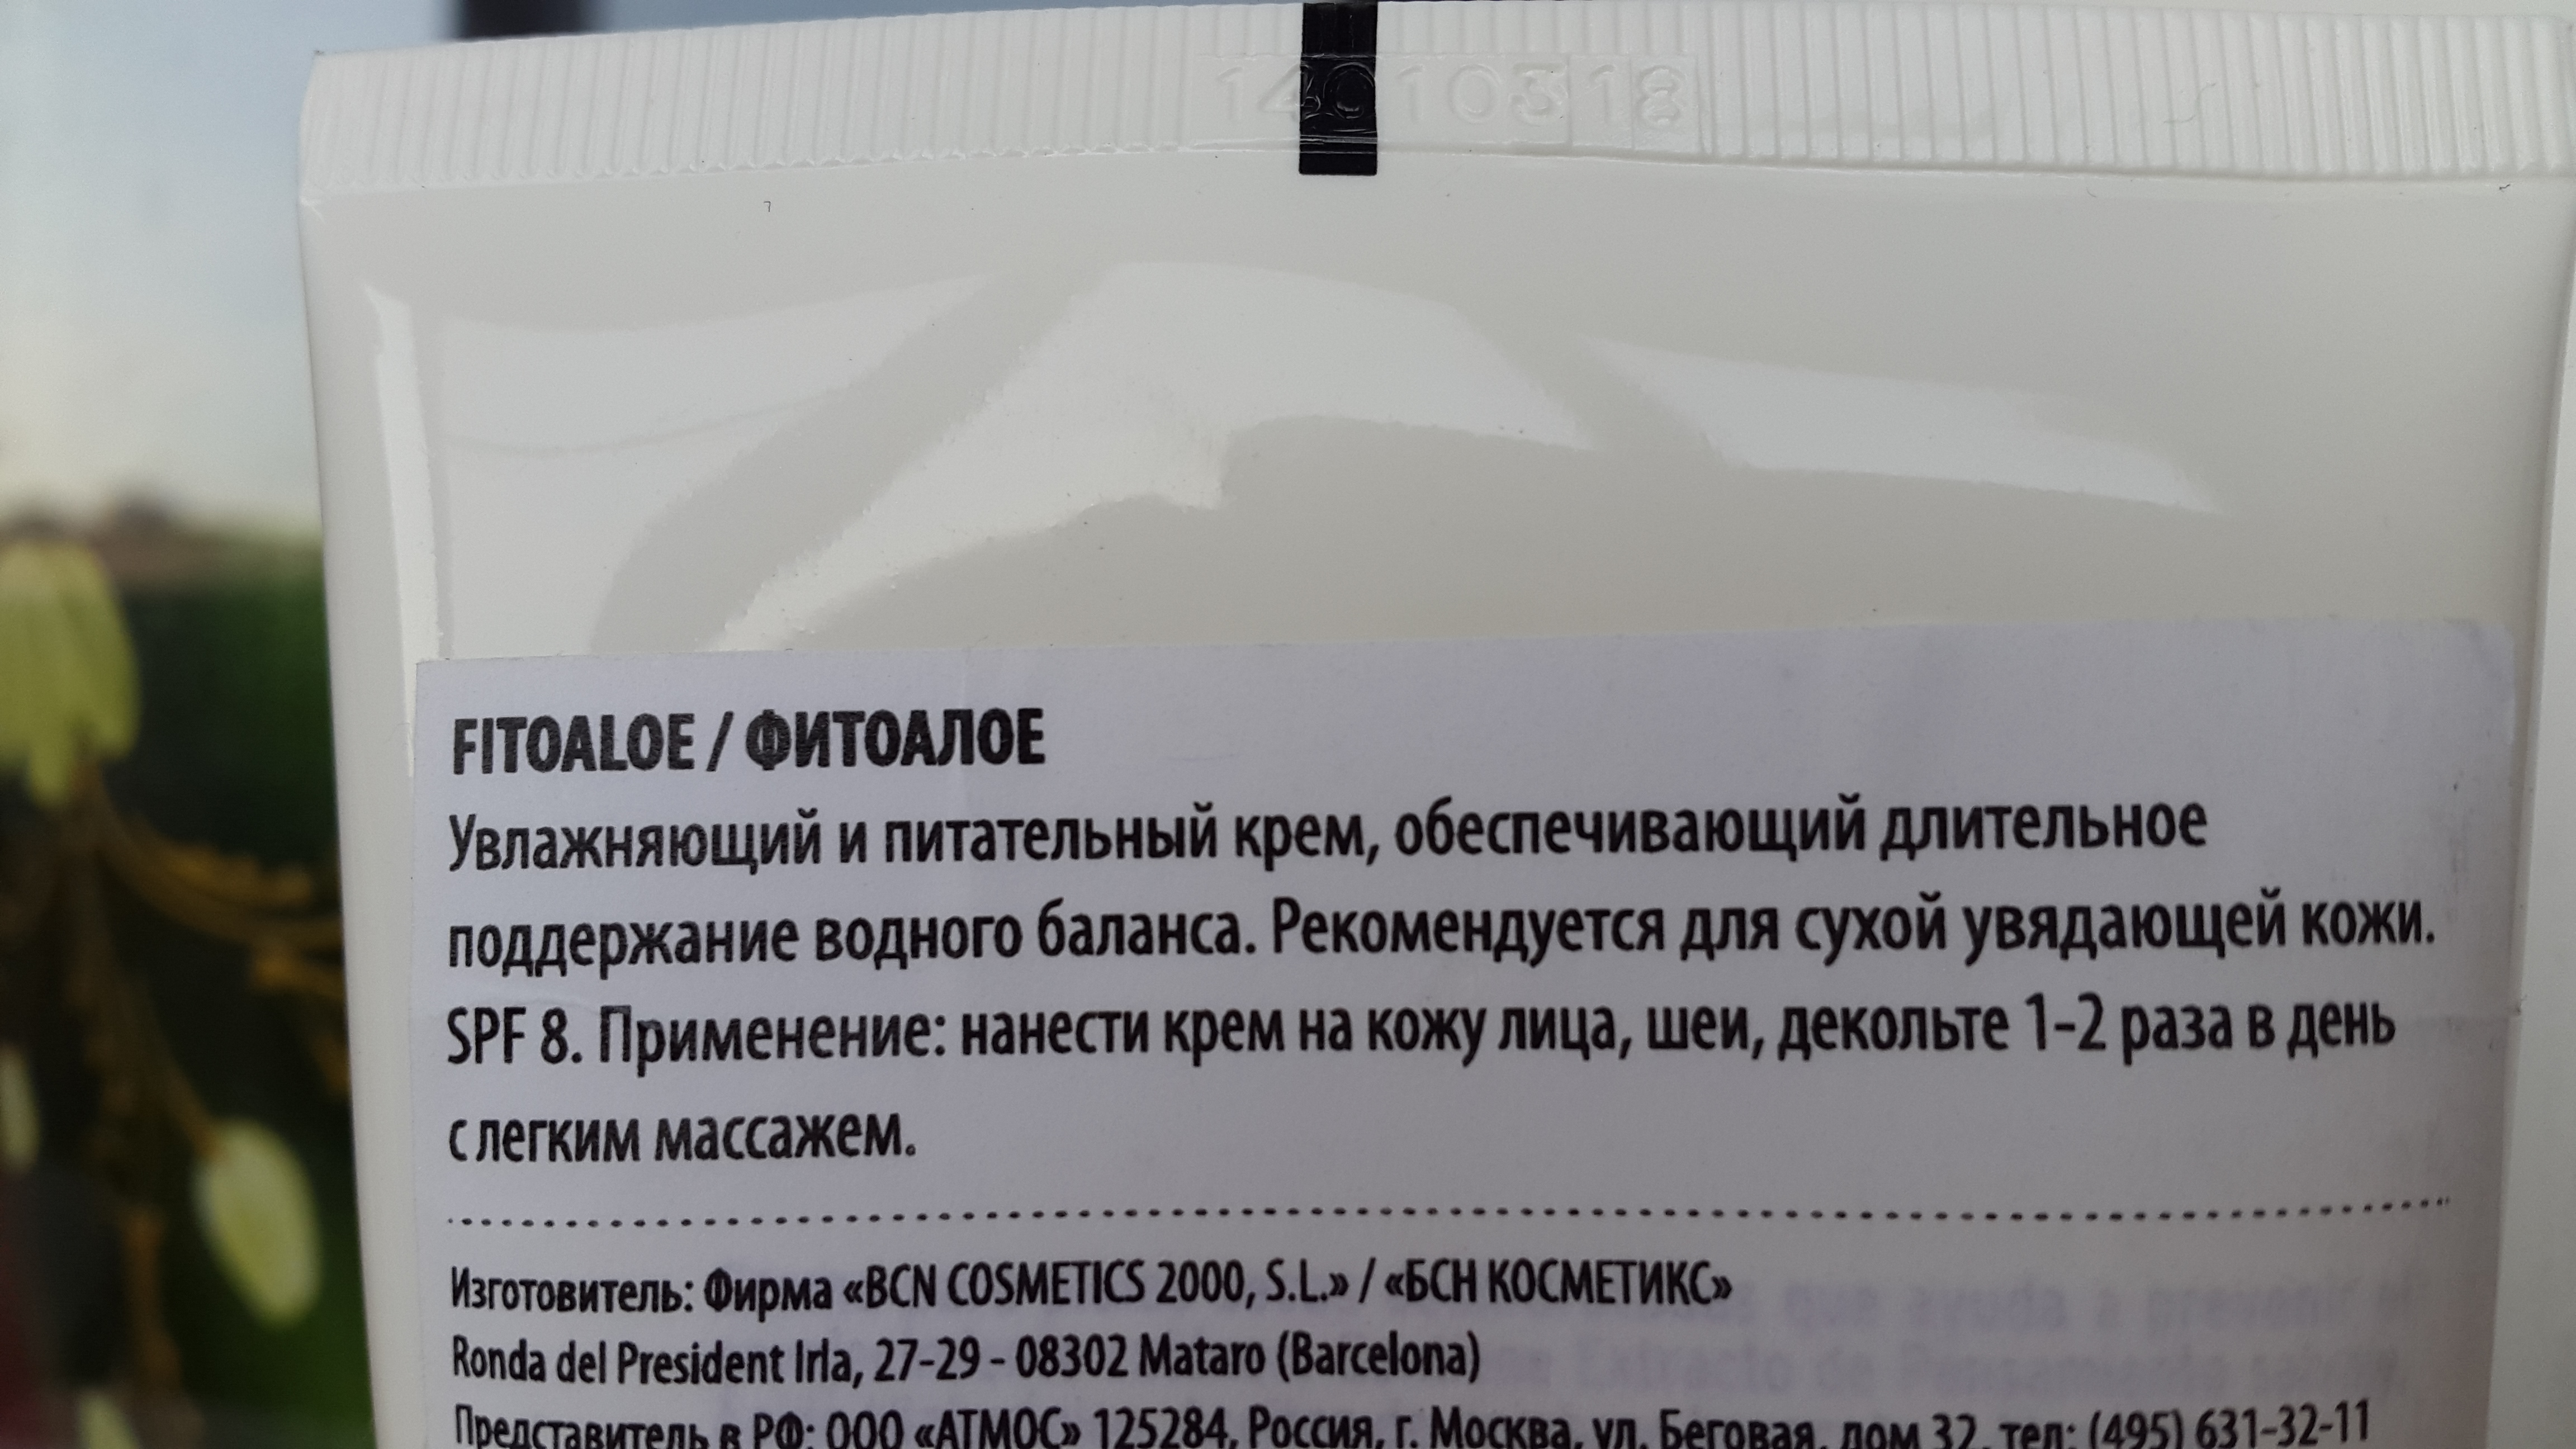 14010318
FITOALOE / ФИТОАЛОЕ
Увлажняющий и питательный крем, обеспечивающий длительное
поддержание водного баланса. Рекомендуется для сухой увядающей кожи.
SPF 8. Применение: нанести крем на кожу лица, шеи, декольте 1-2 раза в день
с легким массажем.
Изготовитель: Фирма «BCN COSMETICS 2000, S.L.» / «БСН КОСМЕТИКС»
Ronda del President Irla, 27-29 - 08302 Mataro (Barcelona)
Представитель в РФ: ООО «АТМОС» 125284, Россия, г. Москва, ул. Беговая, дом 32, тел: (495) 631-32-11